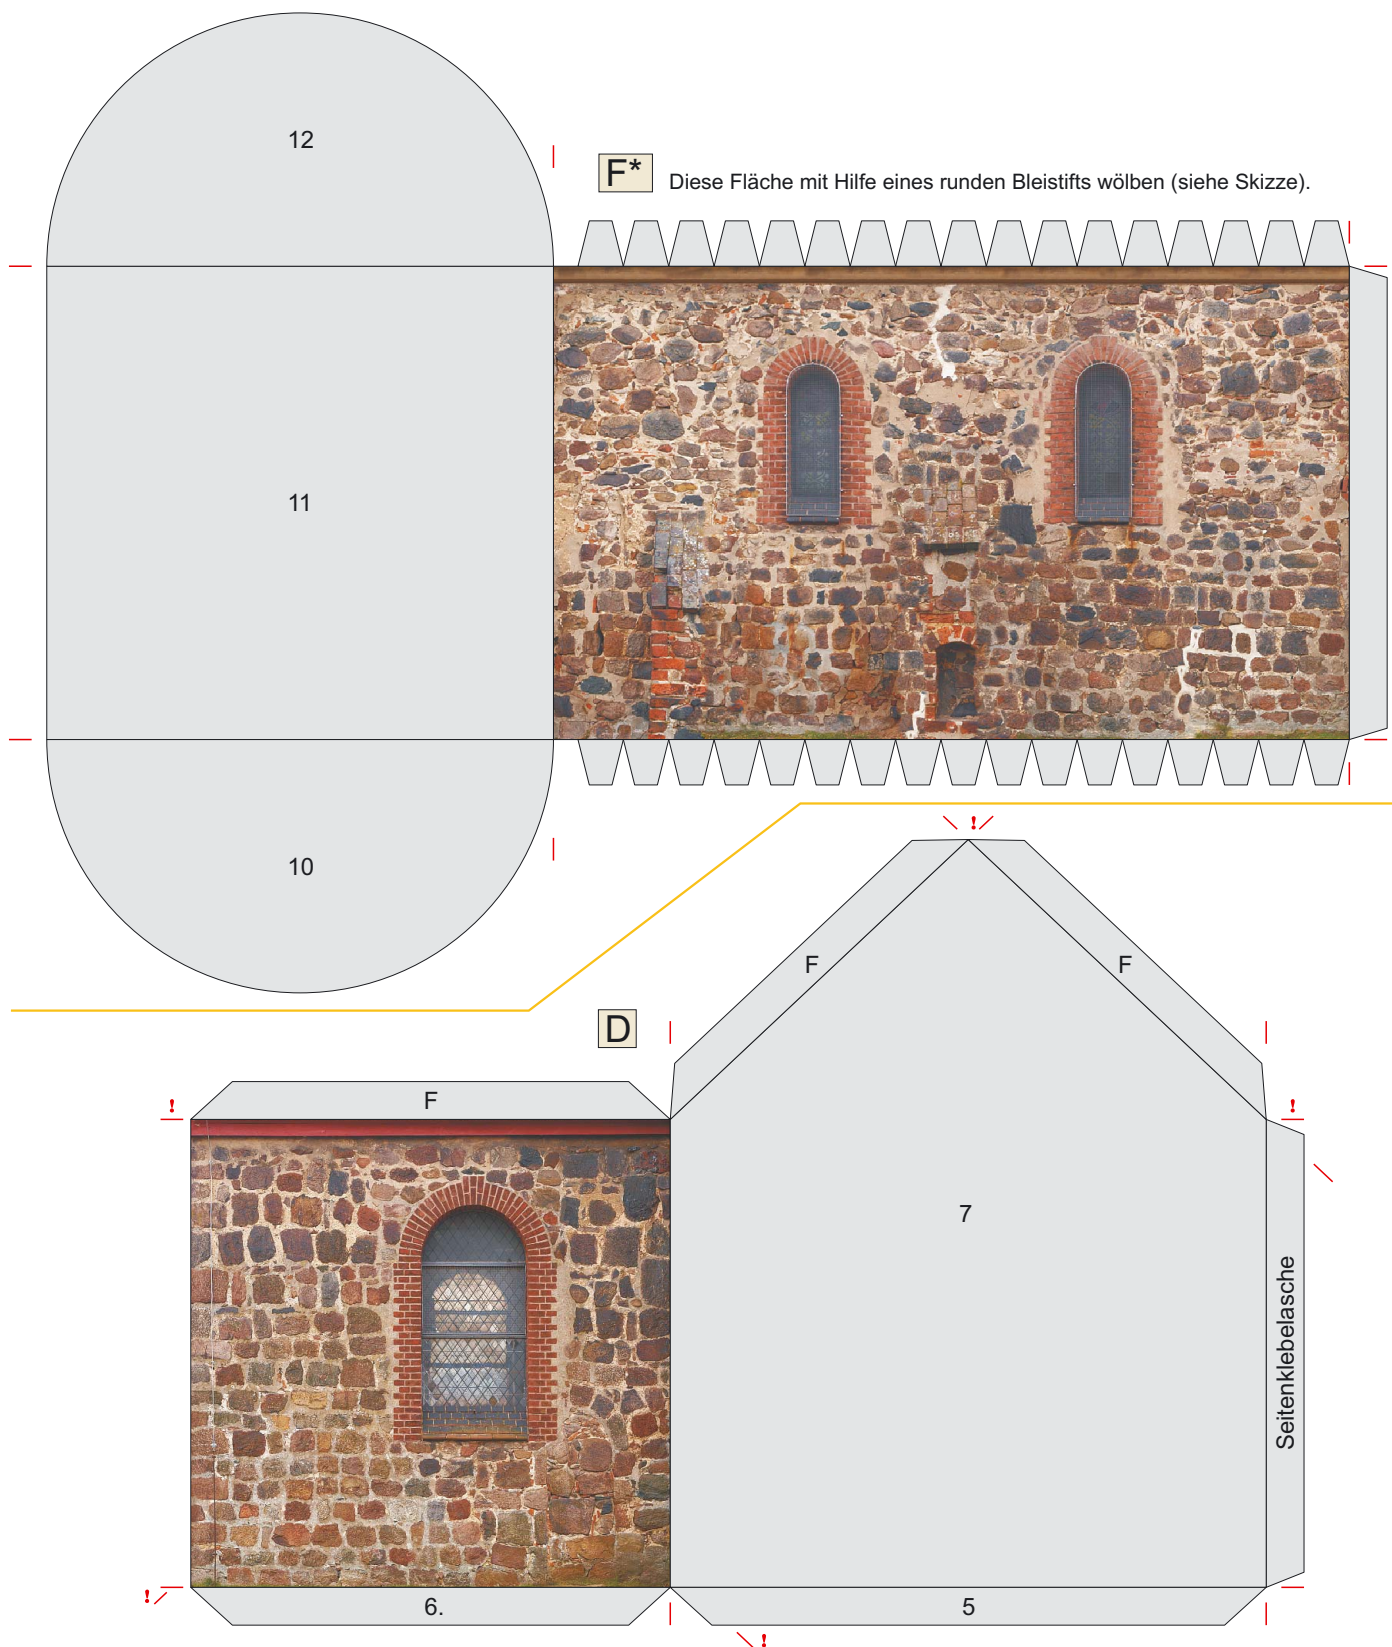 12
F* Diese Fläche mit Hilfe eines runden Bleistifts wölben (siehe Skizze).
11
10
!
F
F
D
F
!
!
7
Seitenklebelasche
!
6.
5
!